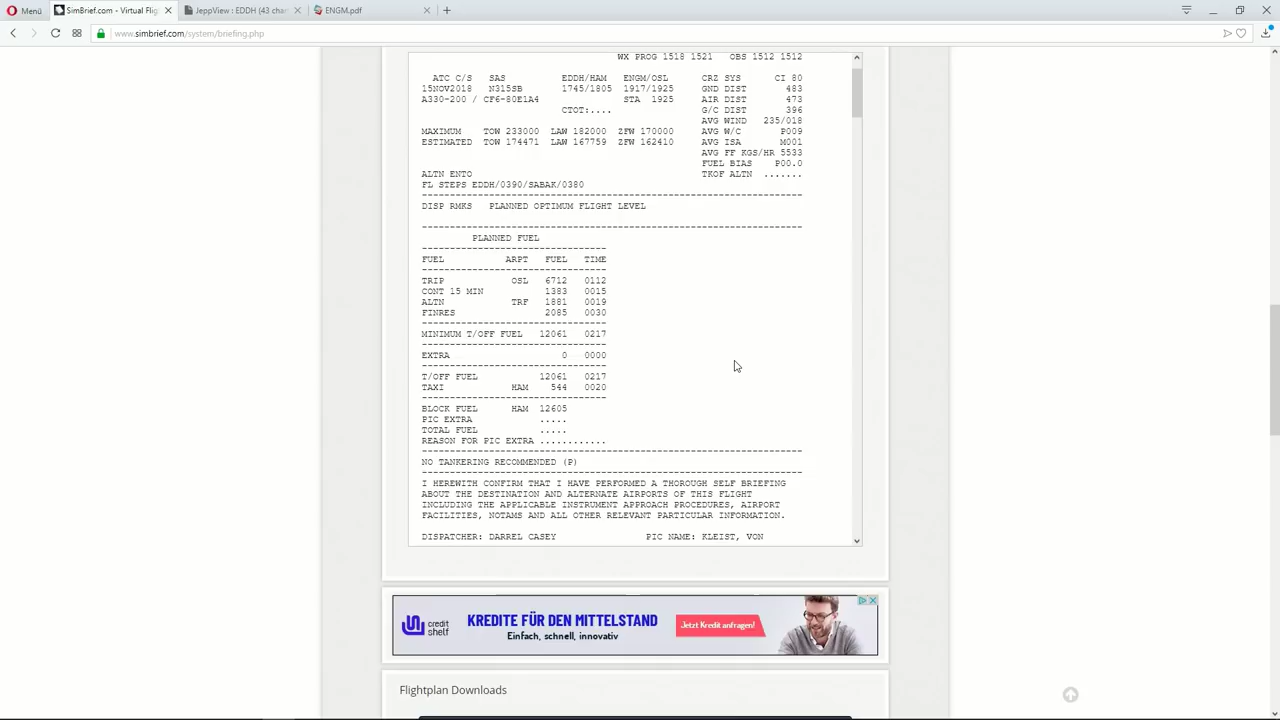 Menü
SimBrief.com - Virtual Flig
JeppView : EDDH (43 char
ENGM.pdf
www.simbrief.com/system/briefing.php
WX PROG 1518 1521 OBS 1512 1512
ATC C/S SAS EDDH/HAM ENGM/OSL CRZ SYS CI 80
15NOV2018 N315SB 1745/1805 1917/1925 GND DIST 483
A330-200 / CF6-80E1A4 STA 1925 AIR DIST 473
CTOT:.... G/C DIST 396
AVG WIND 235/018
MAXIMUM TOW 233000 LAW 182000 ZFW 170000 AVG W/C P009
ESTIMATED TOW 174471 LAW 167759 ZFW 162410 AVG ISA M001
AVG FF KGS/HR 5533
FUEL BIAS P00.0
ALTN ENTO TKOF ALTN .......
FL STEPS EDDH/0390/SABAK/0380
--------------------------------------------------------------------
DISP RMKS PLANNED OPTIMUM FLIGHT LEVEL
--------------------------------------------------------------------
PLANNED FUEL
---------------------------------
FUEL ARPT FUEL TIME
---------------------------------
TRIP OSL 6712 0112
CONT 15 MIN 1383 0015
ALTN TRF 1881 0019
FINRES 2085 0030
---------------------------------
MINIMUM T/OFF FUEL 12061 0217
---------------------------------
EXTRA 0 0000
---------------------------------
T/OFF FUEL 12061 0217
TAXI HAM 544 0020
---------------------------------
BLOCK FUEL HAM 12605
PIC EXTRA .....
TOTAL FUEL .....
REASON FOR PIC EXTRA ............
--------------------------------------------------------------------
NO TANKERING RECOMMENDED (P)
--------------------------------------------------------------------
I HEREWITH CONFIRM THAT I HAVE PERFORMED A THOROUGH SELF BRIEFING
ABOUT THE DESTINATION AND ALTERNATE AIRPORTS OF THIS FLIGHT
INCLUDING THE APPLICABLE INSTRUMENT APPROACH PROCEDURES, AIRPORT
FACILITIES, NOTAMS AND ALL OTHER RELEVANT PARTICULAR INFORMATION.
DISPATCHER: DARREL CASEY PIC NAME: KLEIST, VON
credit
shelf
KREDITE FÜR DEN MITTELSTAND
Einfach, schnell, innovativ
Jetzt Kredit anfragen!
Flightplan Downloads